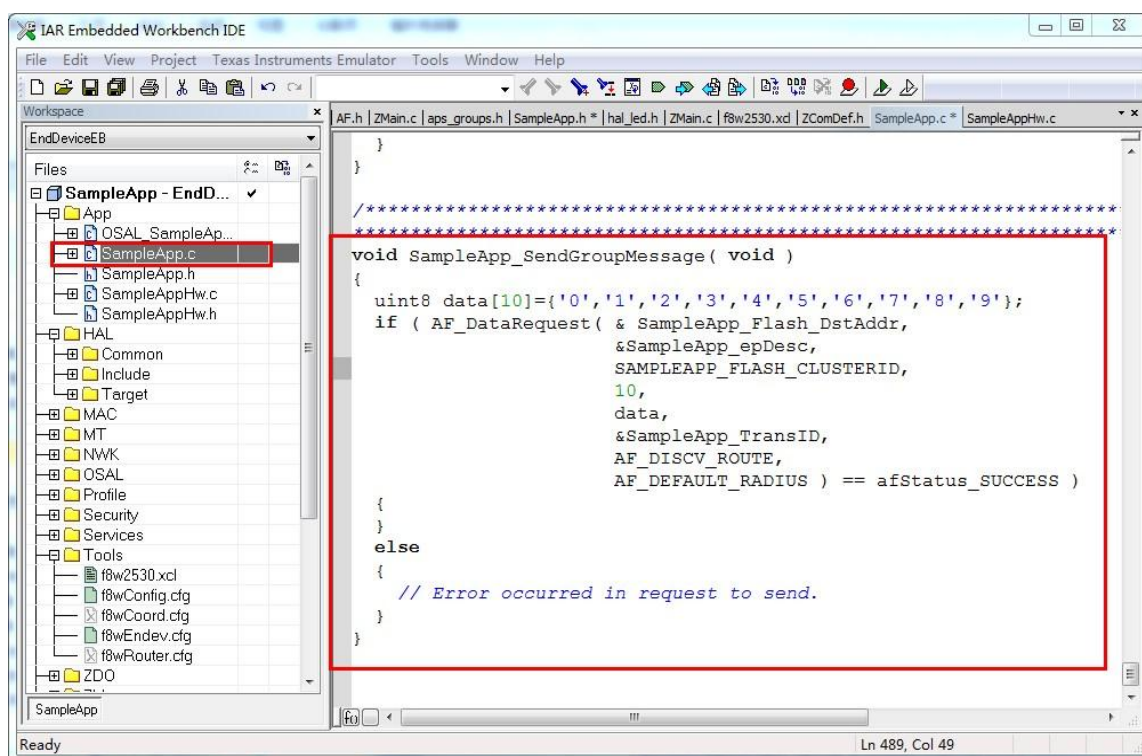 IAR Embedded Workbench IDE
File Edit View Project Texas Instruments Emulator Tools Window Help
Workspace
AF.h | ZMain.c | aps_groups.h | SampleApp.h * | hal_led.h | ZMain.c | f8w2530.xcl | ZComDef.h SampleApp.c * SampleAppHw.c
EndDeviceEB
Files
SampleApp - EndD...
App
OSAL_SampleAp...
SampleApp.c
SampleApp.h
SampleAppHw.c
SampleAppHw.h
HAL
Common
Include
Target
MAC
MT
NWK
OSAL
Profile
Security
Services
Tools
f8w2530.xcl
f8wConfig.cfg
f8wCoord.cfg
f8wEndev.cfg
f8wRouter.cfg
ZDO
SampleApp
}
}
/*********************************************************************
*********************************************************************
void SampleApp_SendGroupMessage( void )
{
uint8 data[10]={'0','1','2','3','4','5','6','7','8','9'};
if ( AF_DataRequest( & SampleApp_Flash_DstAddr,
&SampleApp_epDesc,
SAMPLEAPP_FLASH_CLUSTERID,
10,
data,
&SampleApp_TransID,
AF_DISCV_ROUTE,
AF_DEFAULT_RADIUS ) == afStatus_SUCCESS )
{
}
else
{
// Error occurred in request to send.
}
}
Ready
Ln 489, Col 49